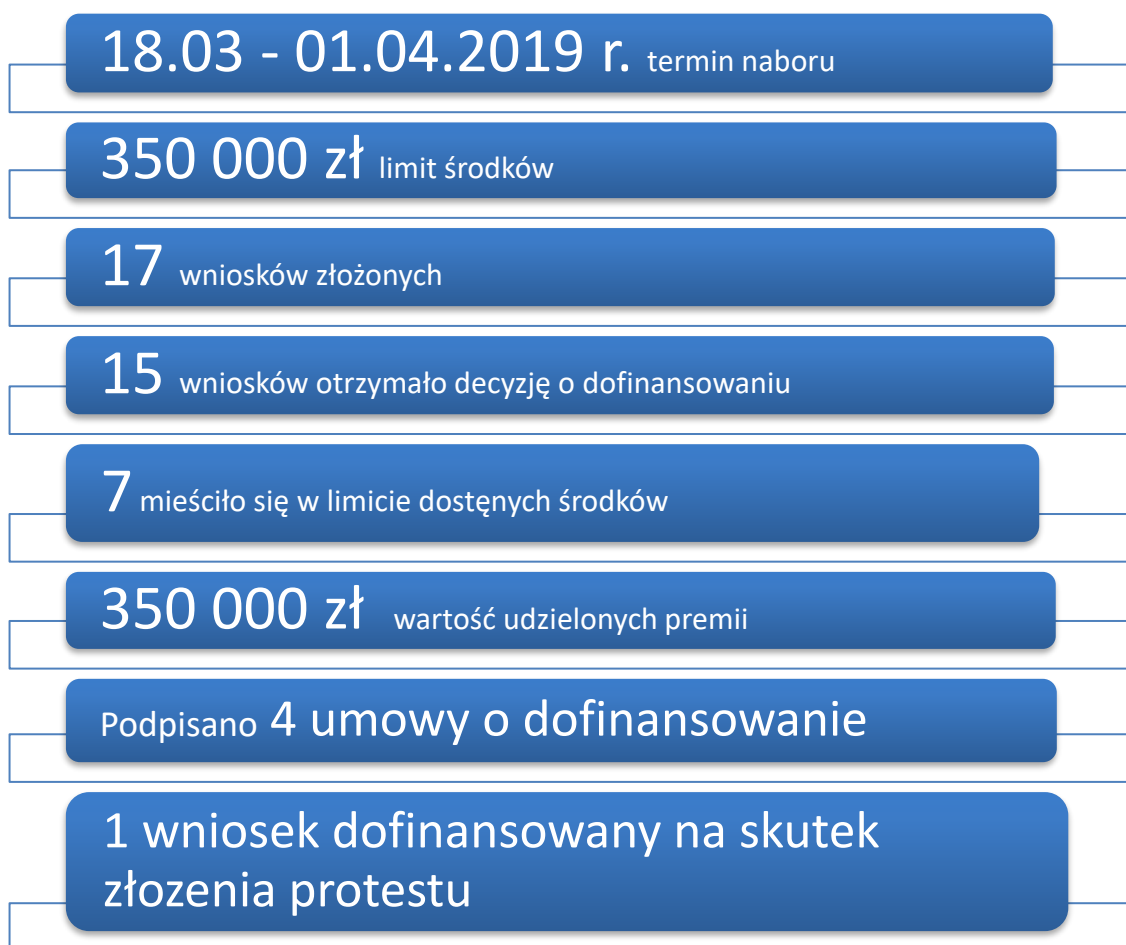 18.03 - 01.04.2019 r. termin naboru
350 000 zł limit środków
17 wniosków złożonych
15 wniosków otrzymało decyzję o dofinansowaniu
7 mieściło się w limicie dostęnych środków
350 000 zł wartość udzielonych premii
Podpisano 4 umowy o dofinansowanie
1 wniosek dofinansowany na skutek
złozenia protestu